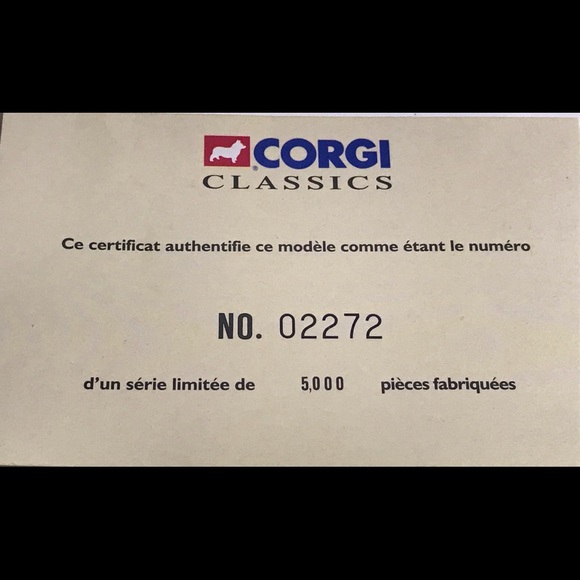 CORGI
CLASSICS
Ce certificat authentifie ce modèle comme étant le numéro
NO. 02272
d'un série limitée de 5,000 pièces fabriquées